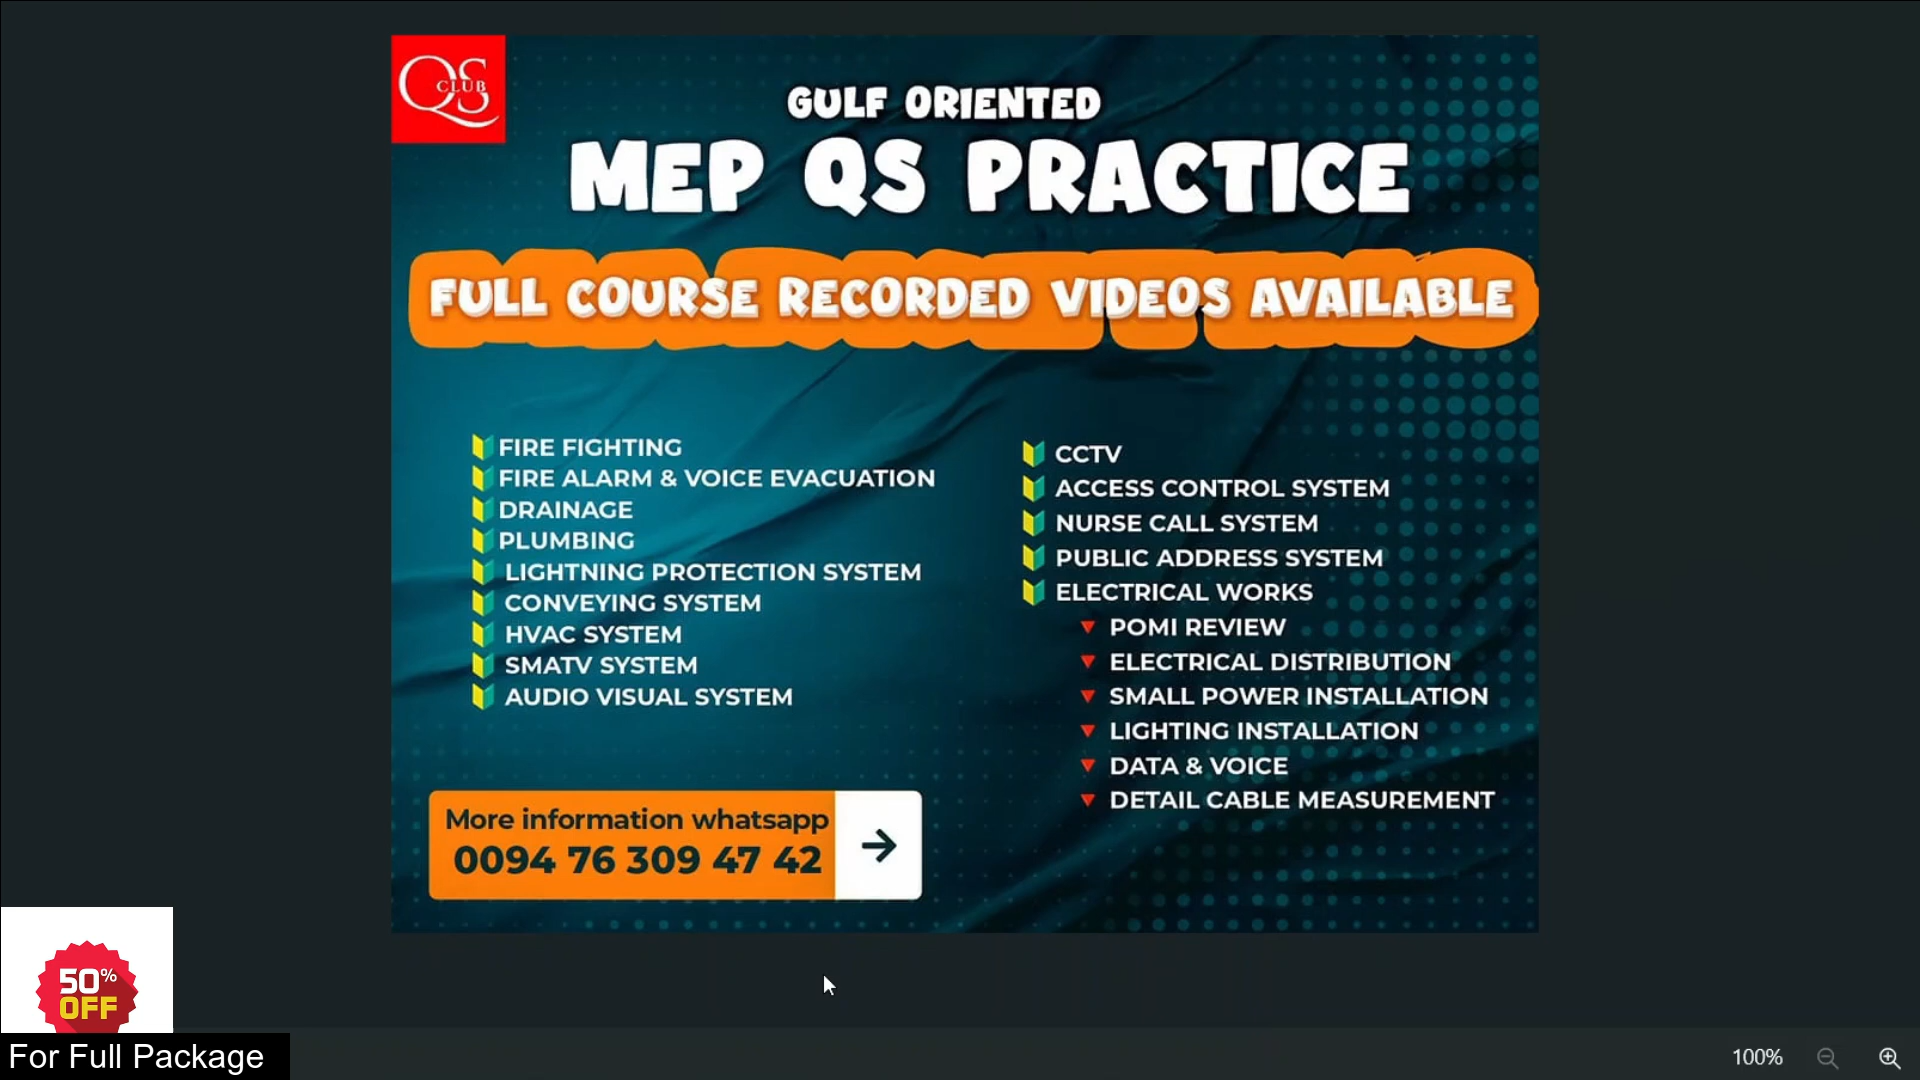 QS CLUB
GULF ORIENTED
MEP QS PRACTICE
FULL COURSE RECORDED VIDEOS AVAILABLE
FIRE FIGHTING
FIRE ALARM & VOICE EVACUATION
DRAINAGE
PLUMBING
LIGHTNING PROTECTION SYSTEM
CONVEYING SYSTEM
HVAC SYSTEM
SMATV SYSTEM
AUDIO VISUAL SYSTEM
CCTV
ACCESS CONTROL SYSTEM
NURSE CALL SYSTEM
PUBLIC ADDRESS SYSTEM
ELECTRICAL WORKS
POMI REVIEW
ELECTRICAL DISTRIBUTION
SMALL POWER INSTALLATION
LIGHTING INSTALLATION
DATA & VOICE
DETAIL CABLE MEASUREMENT
More information whatsapp
0094 76 309 47 42
50%
OFF
For Full Package
100%